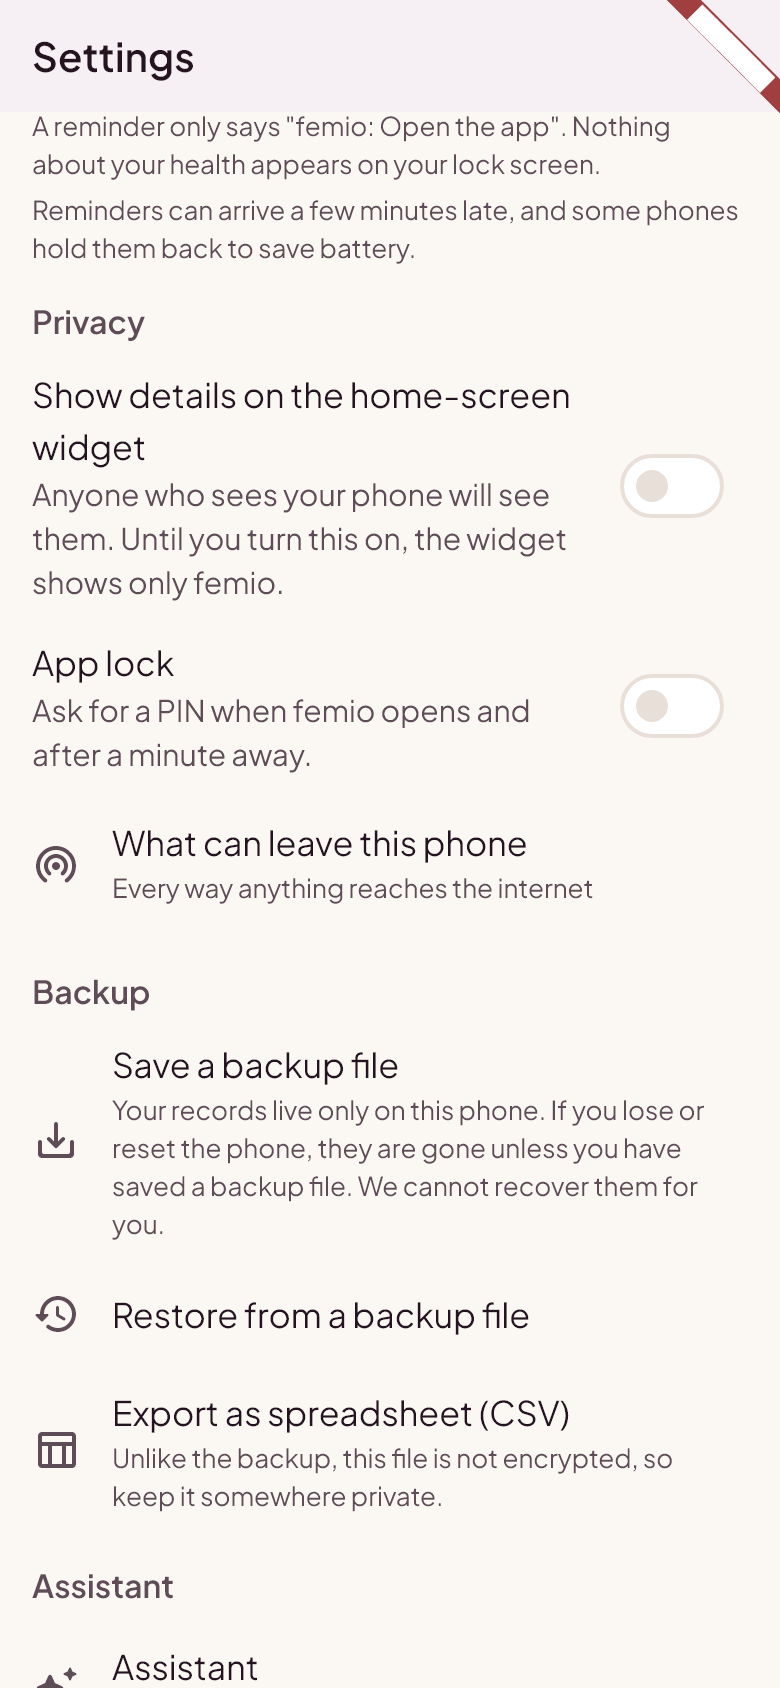 Settings
A reminder only says "femio: Open the app". Nothing
about your health appears on your lock screen.
Reminders can arrive a few minutes late, and some phones
hold them back to save battery.
Privacy
Show details on the home-screen
widget
Anyone who sees your phone will see
them. Until you turn this on, the widget
shows only femio.
App lock
Ask for a PIN when femio opens and
after a minute away.
What can leave this phone
Every way anything reaches the internet
Backup
Save a backup file
Your records live only on this phone. If you lose or
reset the phone, they are gone unless you have
saved a backup file. We cannot recover them for
you.
Restore from a backup file
Export as spreadsheet (CSV)
Unlike the backup, this file is not encrypted, so
keep it somewhere private.
Assistant
Assistant